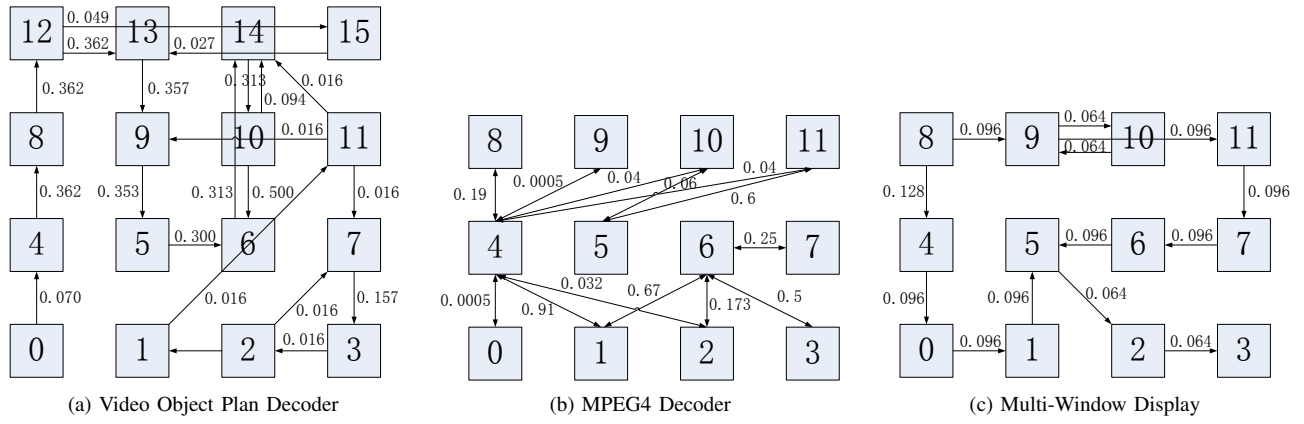 12 0.049 13 14 15
0.362 0.027
0.362 0.357 0.313 0.016
0.094
8 9 10 0.016 11
0.362 0.353 0.313 0.500 0.016
4 5 0.300 6 7
0.070 0.016 0.016 0.157
0 1 2 0.016 3
(a) Video Object Plan Decoder
8 9 10 11
0.19 0.0005 0.04 0.06 0.04
0.6
4 5 6 0.25 7
0.0005 0.91 0.032 0.67 0.173 0.5
0 1 2 3
(b) MPEG4 Decoder
8 0.096 9 0.064 10 0.096 11
0.064
0.128 0.096
4 5 0.096 6 0.096 7
0.096 0.096 0.064
0 0.096 1 2 0.064 3
(c) Multi-Window Display